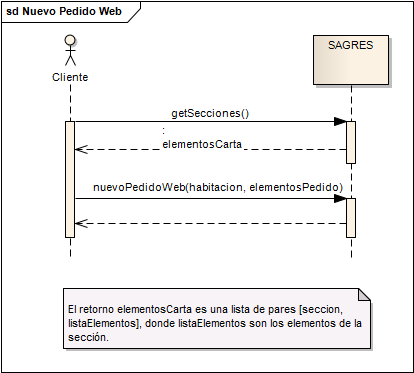 sd Nuevo Pedido Web
Cliente
SAGRES
getSecciones()
:
elementosCarta
nuevoPedidoWeb(habitacion, elementosPedido)
El retorno elementosCarta es una lista de pares [seccion,
listaElementos], donde listaElementos son los elementos de la
sección.